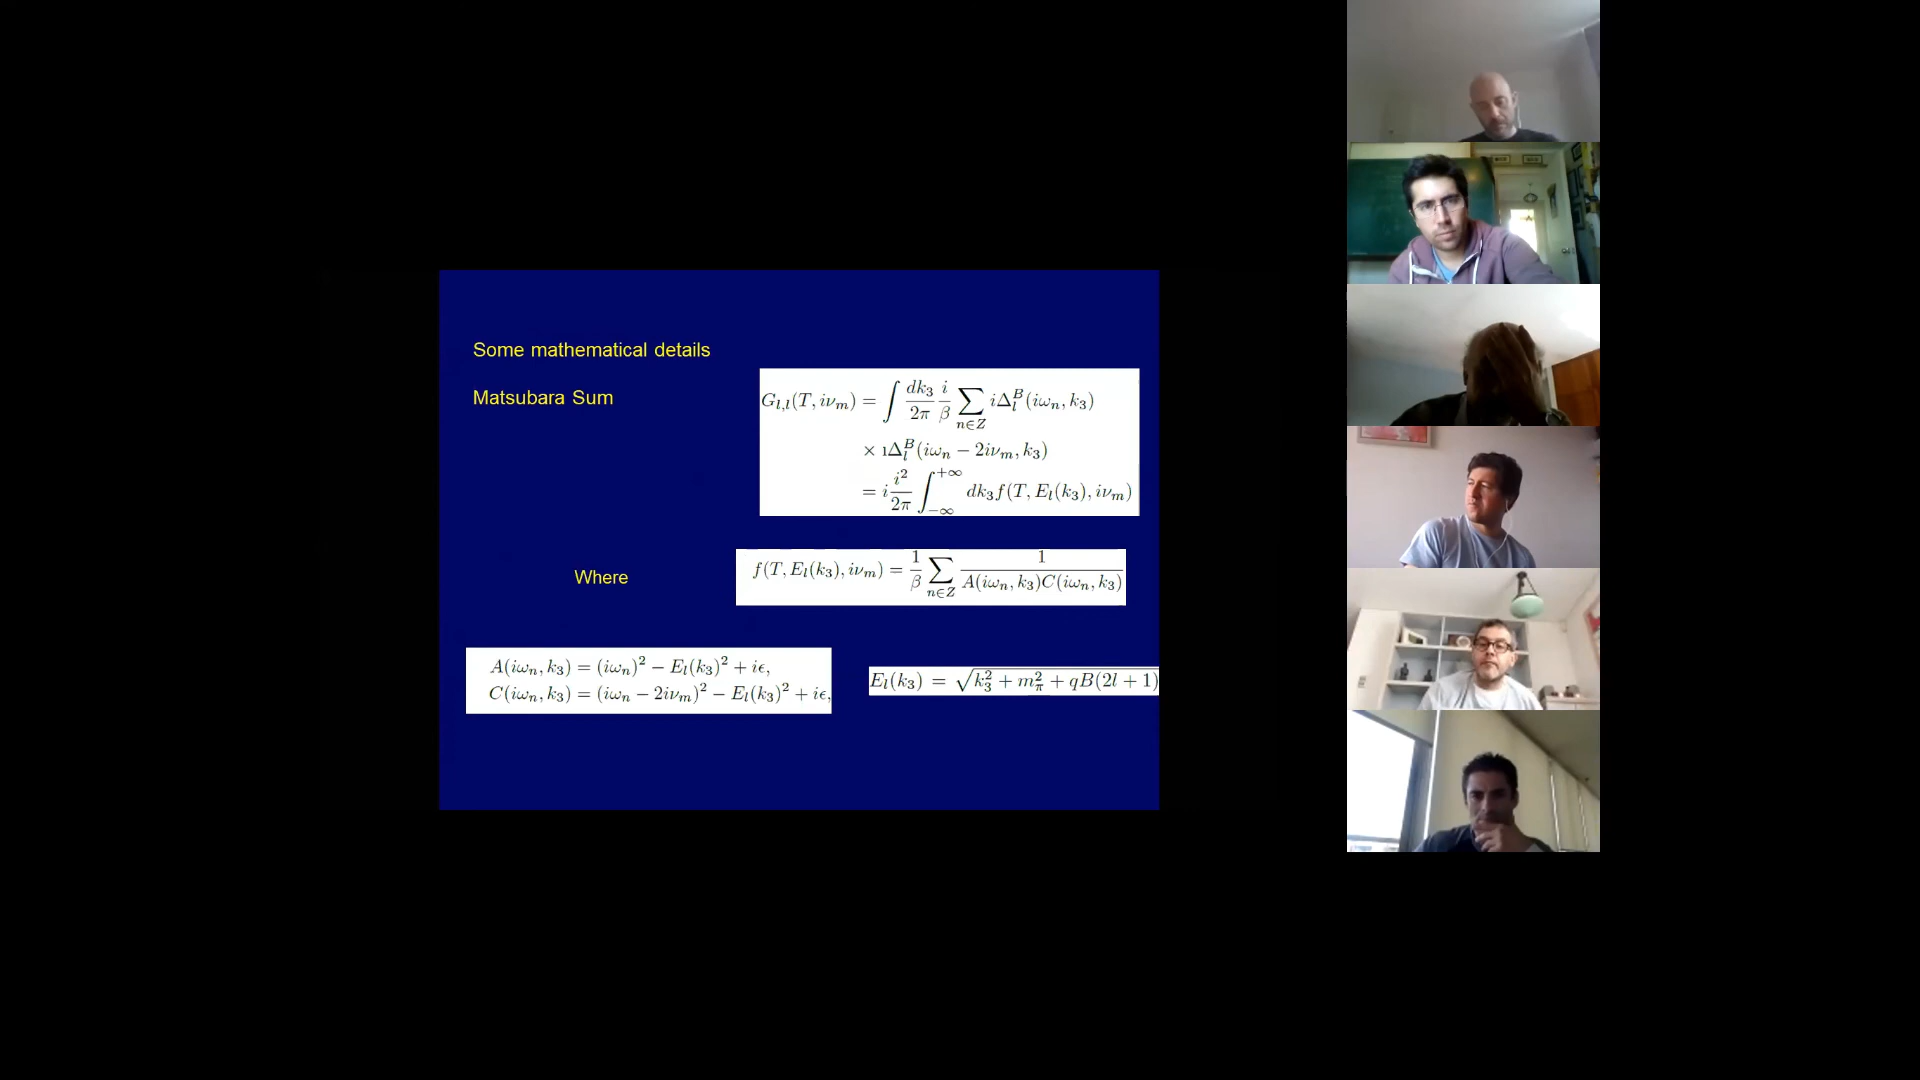 Some mathematical details
Matsubara Sum
G_{l,l}(T, iν_m) = ∫ dk_3/2π i/β ∑_{n∈Z} iΔ_l^B(iω_n, k_3)
× ıΔ_l^B(iω_n − 2iν_m, k_3)
= i i^2/2π ∫_{−∞}^{+∞} dk_3 f(T, E_l(k_3), iν_m)
Where
f(T, E_l(k_3), iν_m) = 1/β ∑_{n∈Z} 1/A(iω_n, k_3)C(iω_n, k_3)
A(iω_n, k_3) = (iω_n)^2 − E_l(k_3)^2 + iϵ,
C(iω_n, k_3) = (iω_n − 2iν_m)^2 − E_l(k_3)^2 + iϵ,
E_l(k_3) = √(k_3^2 + m_π^2 + qB(2l + 1))